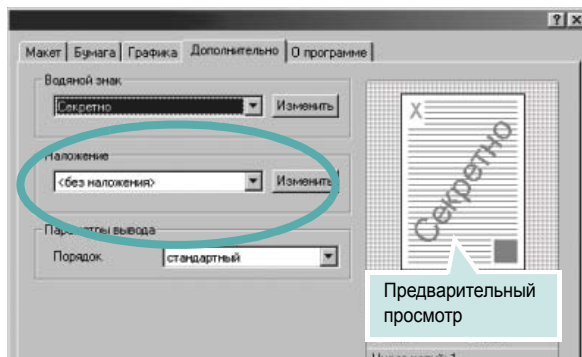 Макет Бумага Графика Дополнительно О программе
Водяной знак
Секретно Изменить
Наложение
<без наложения> Изменить
Параметры вывода
Порядок стандартный
X
Секретно
Предварительный
просмотр